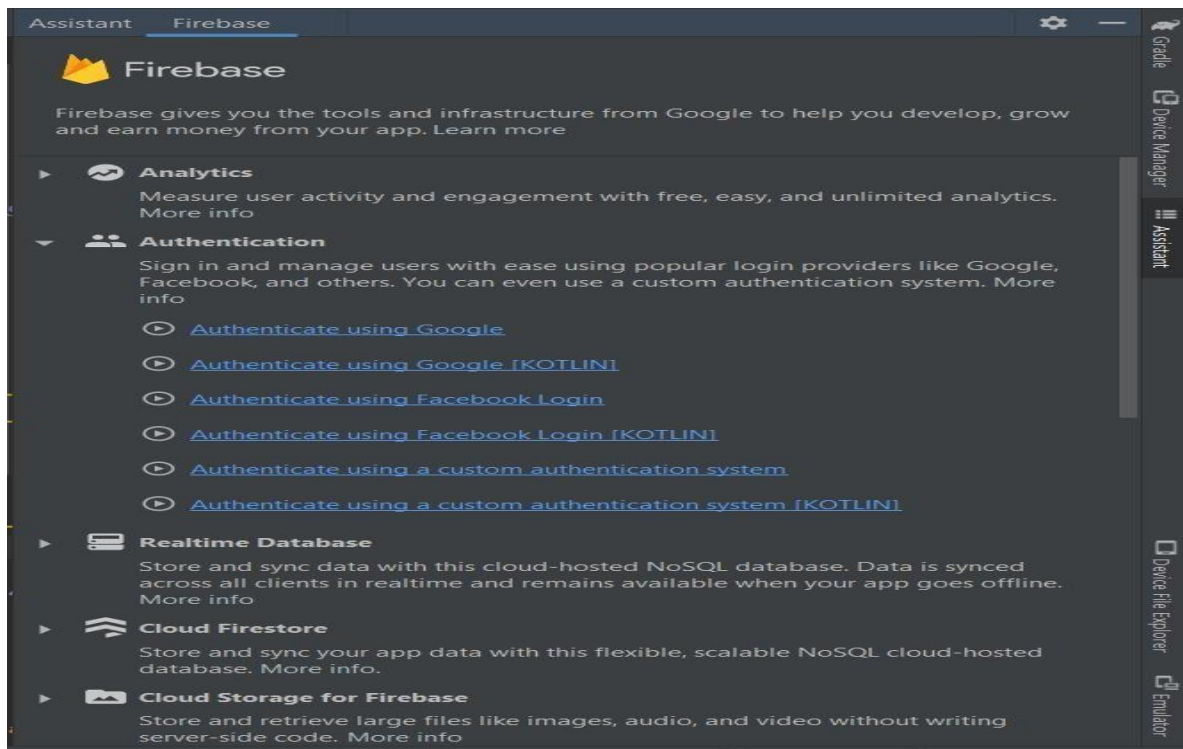 Assistant Firebase
Firebase
Firebase gives you the tools and infrastructure from Google to help you develop, grow
and earn money from your app. Learn more
Analytics
Measure user activity and engagement with free, easy, and unlimited analytics.
More info
Authentication
Sign in and manage users with ease using popular login providers like Google,
Facebook, and others. You can even use a custom authentication system. More
info
Authenticate using Google
Authenticate using Google [KOTLIN]
Authenticate using Facebook Login
Authenticate using Facebook Login [KOTLIN]
Authenticate using a custom authentication system
Authenticate using a custom authentication system [KOTLIN]
Realtime Database
Store and sync data with this cloud-hosted NoSQL database. Data is synced
across all clients in realtime and remains available when your app goes offline.
More info
Cloud Firestore
Store and sync your app data with this flexible, scalable NoSQL cloud-hosted
database. More info.
Cloud Storage for Firebase
Store and retrieve large files like images, audio, and video without writing
server-side code. More info
Gradle
Device Manager
Assistant
Device File Explorer
Emulator